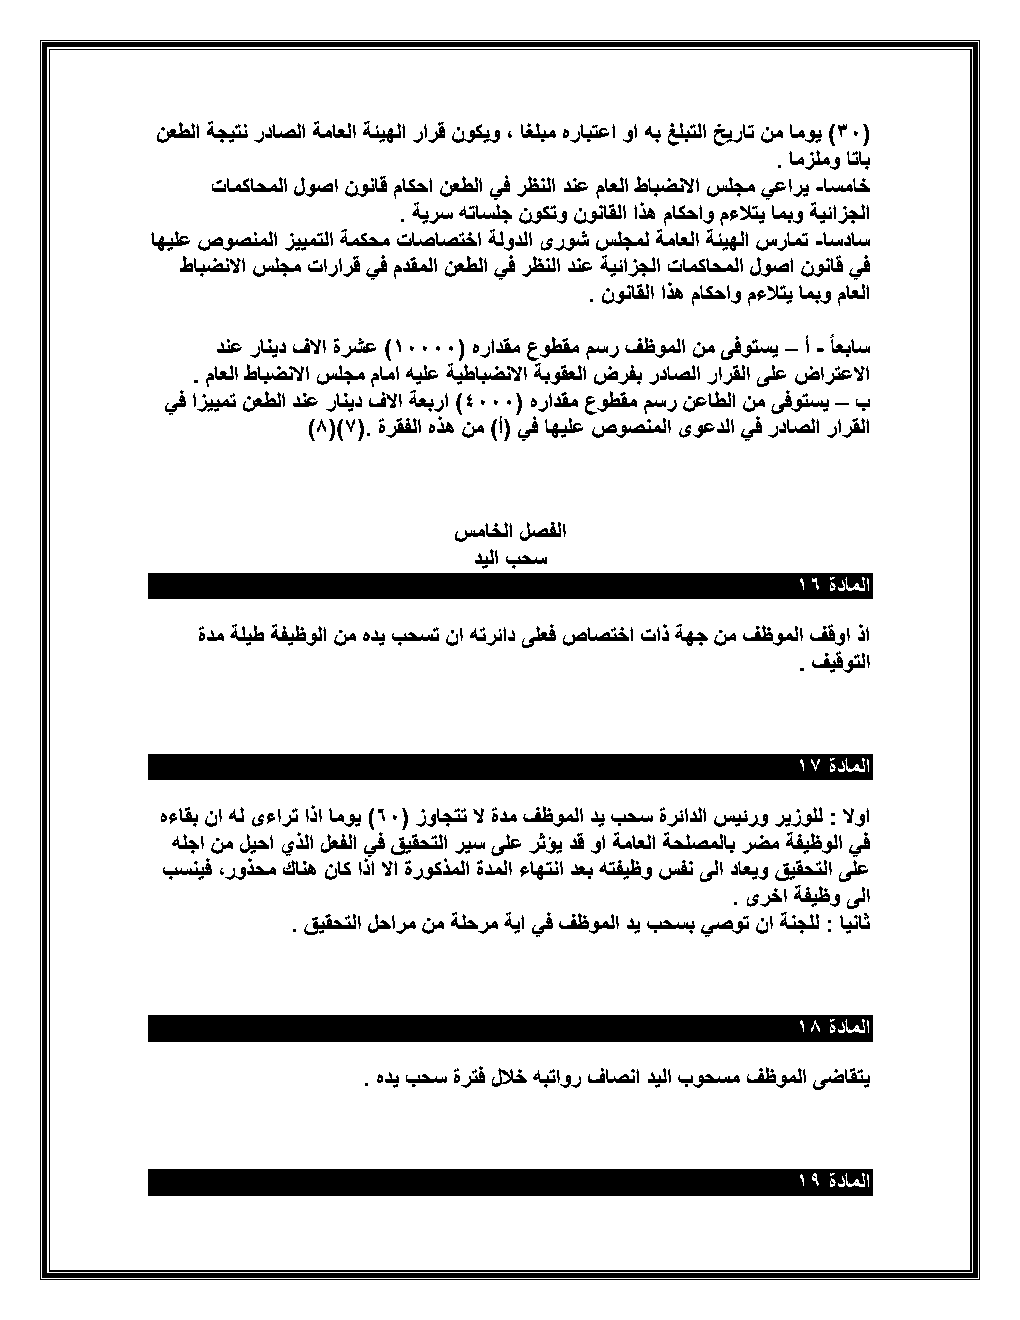 (٣٠) يوما من تاريخ التبلغ به او اعتباره مبلغا ، ويكون قرار الهيئة العامة الصادر نتيجة الطعن
باتا وملزما .
خامسا- يراعي مجلس الانضباط العام عند النظر في الطعن احكام قانون اصول المحاكمات
الجزائية وبما يتلاءم واحكام هذا القانون وتكون جلساته سرية .
سادسا- تمارس الهيئة العامة لمجلس شورى الدولة اختصاصات محكمة التمييز المنصوص عليها
في قانون اصول المحاكمات الجزائية عند النظر في الطعن المقدم في قرارات مجلس الانضباط
العام وبما يتلاءم واحكام هذا القانون .
سابعاً - أ – يستوفى من الموظف رسم مقطوع مقداره (١٠٠٠٠) عشرة الاف دينار عند
الاعتراض على القرار الصادر بفرض العقوبة الانضباطية عليه امام مجلس الانضباط العام .
ب – يستوفى من الطاعن رسم مقطوع مقداره (٤٠٠٠) اربعة الاف دينار عند الطعن تمييزا في
القرار الصادر في الدعوى المنصوص عليها في (أ) من هذه الفقرة .(٧)(٨)
الفصل الخامس
سحب اليد
المادة ١٦
اذ اوقف الموظف من جهة ذات اختصاص فعلى دائرته ان تسحب يده من الوظيفة طيلة مدة
التوقيف .
المادة ١٧
اولا : للوزير ورئيس الدائرة سحب يد الموظف مدة لا تتجاوز (٦٠) يوما اذا تراءى له ان بقاءه
في الوظيفة مضر بالمصلحة العامة او قد يؤثر على سير التحقيق في الفعل الذي احيل من اجله
على التحقيق ويعاد الى نفس وظيفته بعد انتهاء المدة المذكورة الا اذا كان هناك محذور، فينسب
الى وظيفة اخرى .
ثانيا : للجنة ان توصي بسحب يد الموظف في اية مرحلة من مراحل التحقيق .
المادة ١٨
يتقاضى الموظف مسحوب اليد انصاف رواتبه خلال فترة سحب يده .
المادة ١٩